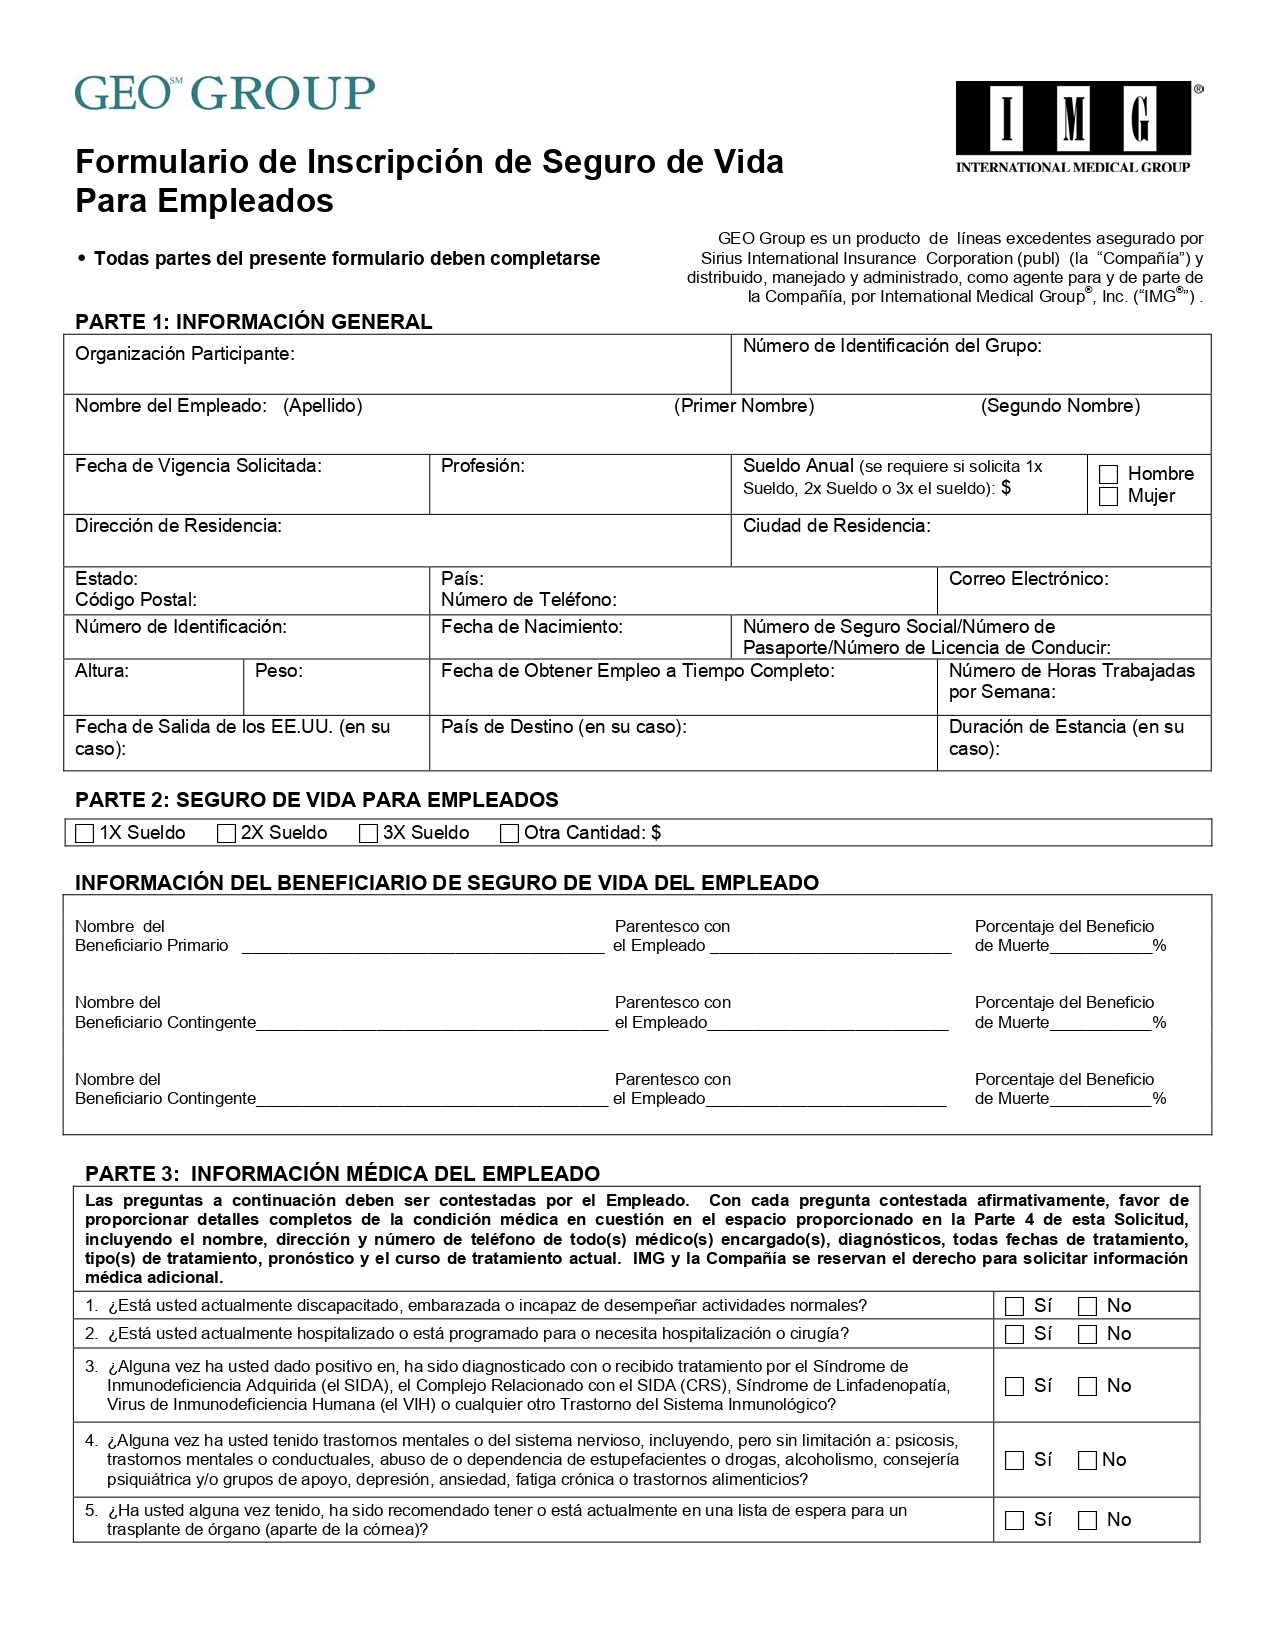 GEO℠ GROUP
IMG®
INTERNATIONAL MEDICAL GROUP
Formulario de Inscripción de Seguro de Vida
Para Empleados
• Todas partes del presente formulario deben completarse
GEO Group es un producto de líneas excedentes asegurado por
Sirius International Insurance Corporation (publ) (la “Compañía”) y
distribuido, manejado y administrado, como agente para y de parte de
la Compañía, por International Medical Group®, Inc. (“IMG®”) .
PARTE 1: INFORMACIÓN GENERAL
Organización Participante:
Número de Identificación del Grupo:
Nombre del Empleado: (Apellido) (Primer Nombre) (Segundo Nombre)
Fecha de Vigencia Solicitada:
Profesión:
Sueldo Anual (se requiere si solicita 1x
Sueldo, 2x Sueldo o 3x el sueldo): $
☐ Hombre
☐ Mujer
Dirección de Residencia:
Ciudad de Residencia:
Estado:
Código Postal:
País:
Número de Teléfono:
Correo Electrónico:
Número de Identificación:
Fecha de Nacimiento:
Número de Seguro Social/Número de
Pasaporte/Número de Licencia de Conducir:
Altura:
Peso:
Fecha de Obtener Empleo a Tiempo Completo:
Número de Horas Trabajadas
por Semana:
Fecha de Salida de los EE.UU. (en su
caso):
País de Destino (en su caso):
Duración de Estancia (en su
caso):
PARTE 2: SEGURO DE VIDA PARA EMPLEADOS
☐ 1X Sueldo ☐ 2X Sueldo ☐ 3X Sueldo ☐ Otra Cantidad: $
INFORMACIÓN DEL BENEFICIARIO DE SEGURO DE VIDA DEL EMPLEADO
Nombre del Parentesco con Porcentaje del Beneficio
Beneficiario Primario ____________________ el Empleado ____________________ de Muerte___________%
Nombre del Parentesco con Porcentaje del Beneficio
Beneficiario Contingente____________________ el Empleado____________________ de Muerte___________%
Nombre del Parentesco con Porcentaje del Beneficio
Beneficiario Contingente____________________ el Empleado____________________ de Muerte___________%
PARTE 3: INFORMACIÓN MÉDICA DEL EMPLEADO
Las preguntas a continuación deben ser contestadas por el Empleado. Con cada pregunta contestada afirmativamente, favor de
proporcionar detalles completos de la condición médica en cuestión en el espacio proporcionado en la Parte 4 de esta Solicitud,
incluyendo el nombre, dirección y número de teléfono de todo(s) médico(s) encargado(s), diagnósticos, todas fechas de tratamiento,
tipo(s) de tratamiento, pronóstico y el curso de tratamiento actual. IMG y la Compañía se reservan el derecho para solicitar información
médica adicional.
1. ¿Está usted actualmente discapacitado, embarazada o incapaz de desempeñar actividades normales? ☐ Sí ☐ No
2. ¿Está usted actualmente hospitalizado o está programado para o necesita hospitalización o cirugía? ☐ Sí ☐ No
3. ¿Alguna vez ha usted dado positivo en, ha sido diagnosticado con o recibido tratamiento por el Síndrome de
Inmunodeficiencia Adquirida (el SIDA), el Complejo Relacionado con el SIDA (CRS), Síndrome de Linfadenopatía,
Virus de Inmunodeficiencia Humana (el VIH) o cualquier otro Trastorno del Sistema Inmunológico?
☐ Sí ☐ No
4. ¿Alguna vez ha usted tenido trastornos mentales o del sistema nervioso, incluyendo, pero sin limitación a: psicosis,
trastornos mentales o conductuales, abuso de o dependencia de estupefacientes o drogas, alcoholismo, consejería
psiquiátrica y/o grupos de apoyo, depresión, ansiedad, fatiga crónica o trastornos alimenticios?
☐ Sí ☐ No
5. ¿Ha usted alguna vez tenido, ha sido recomendado tener o está actualmente en una lista de espera para un
trasplante de órgano (aparte de la córnea)?
☐ Sí ☐ No